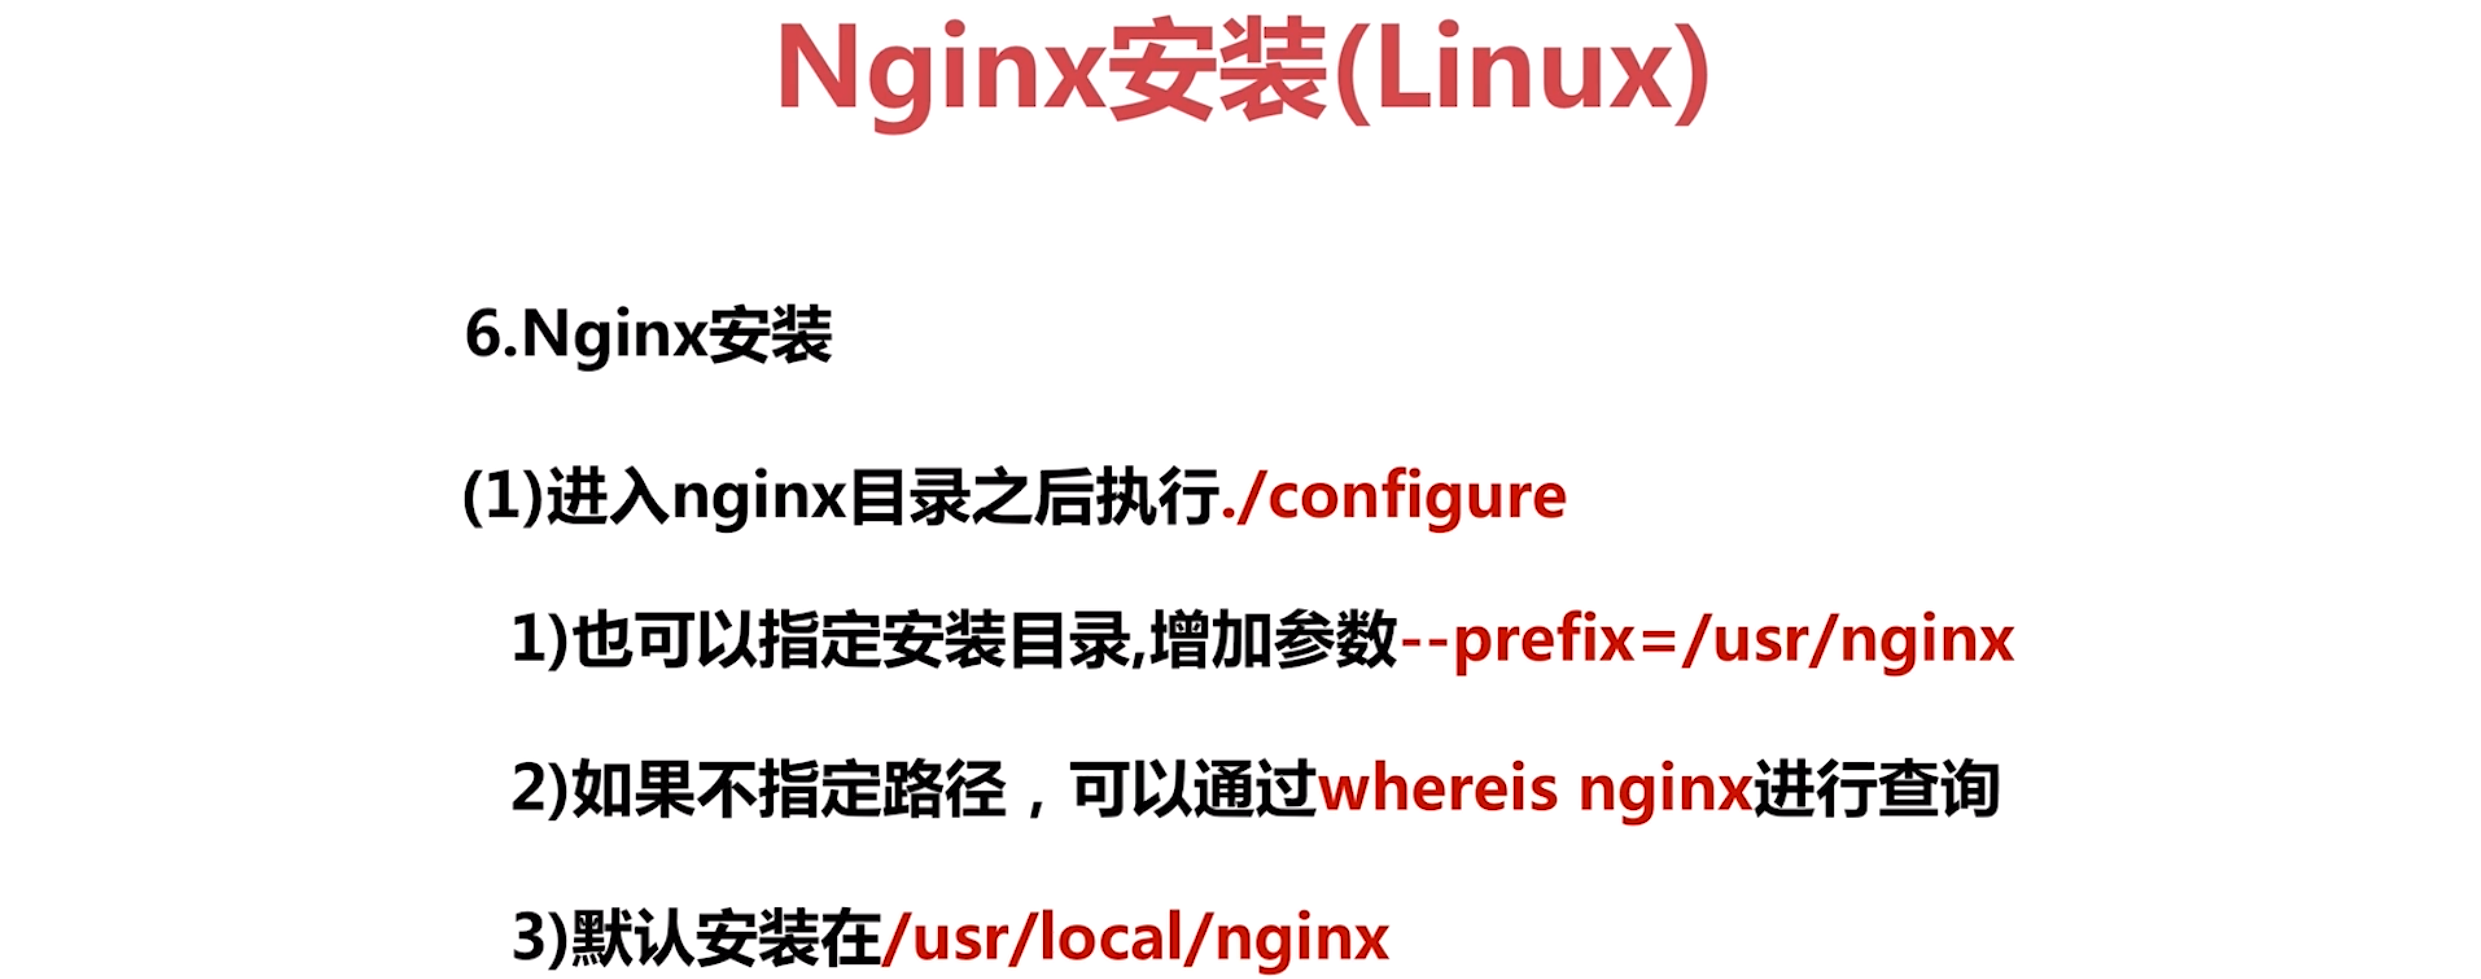 Nginx安装(Linux)
6.Nginx安装
(1)进入nginx目录之后执行./configure
1)也可以指定安装目录,增加参数--prefix=/usr/nginx
2)如果不指定路径，可以通过whereis nginx进行查询
3)默认安装在/usr/local/nginx